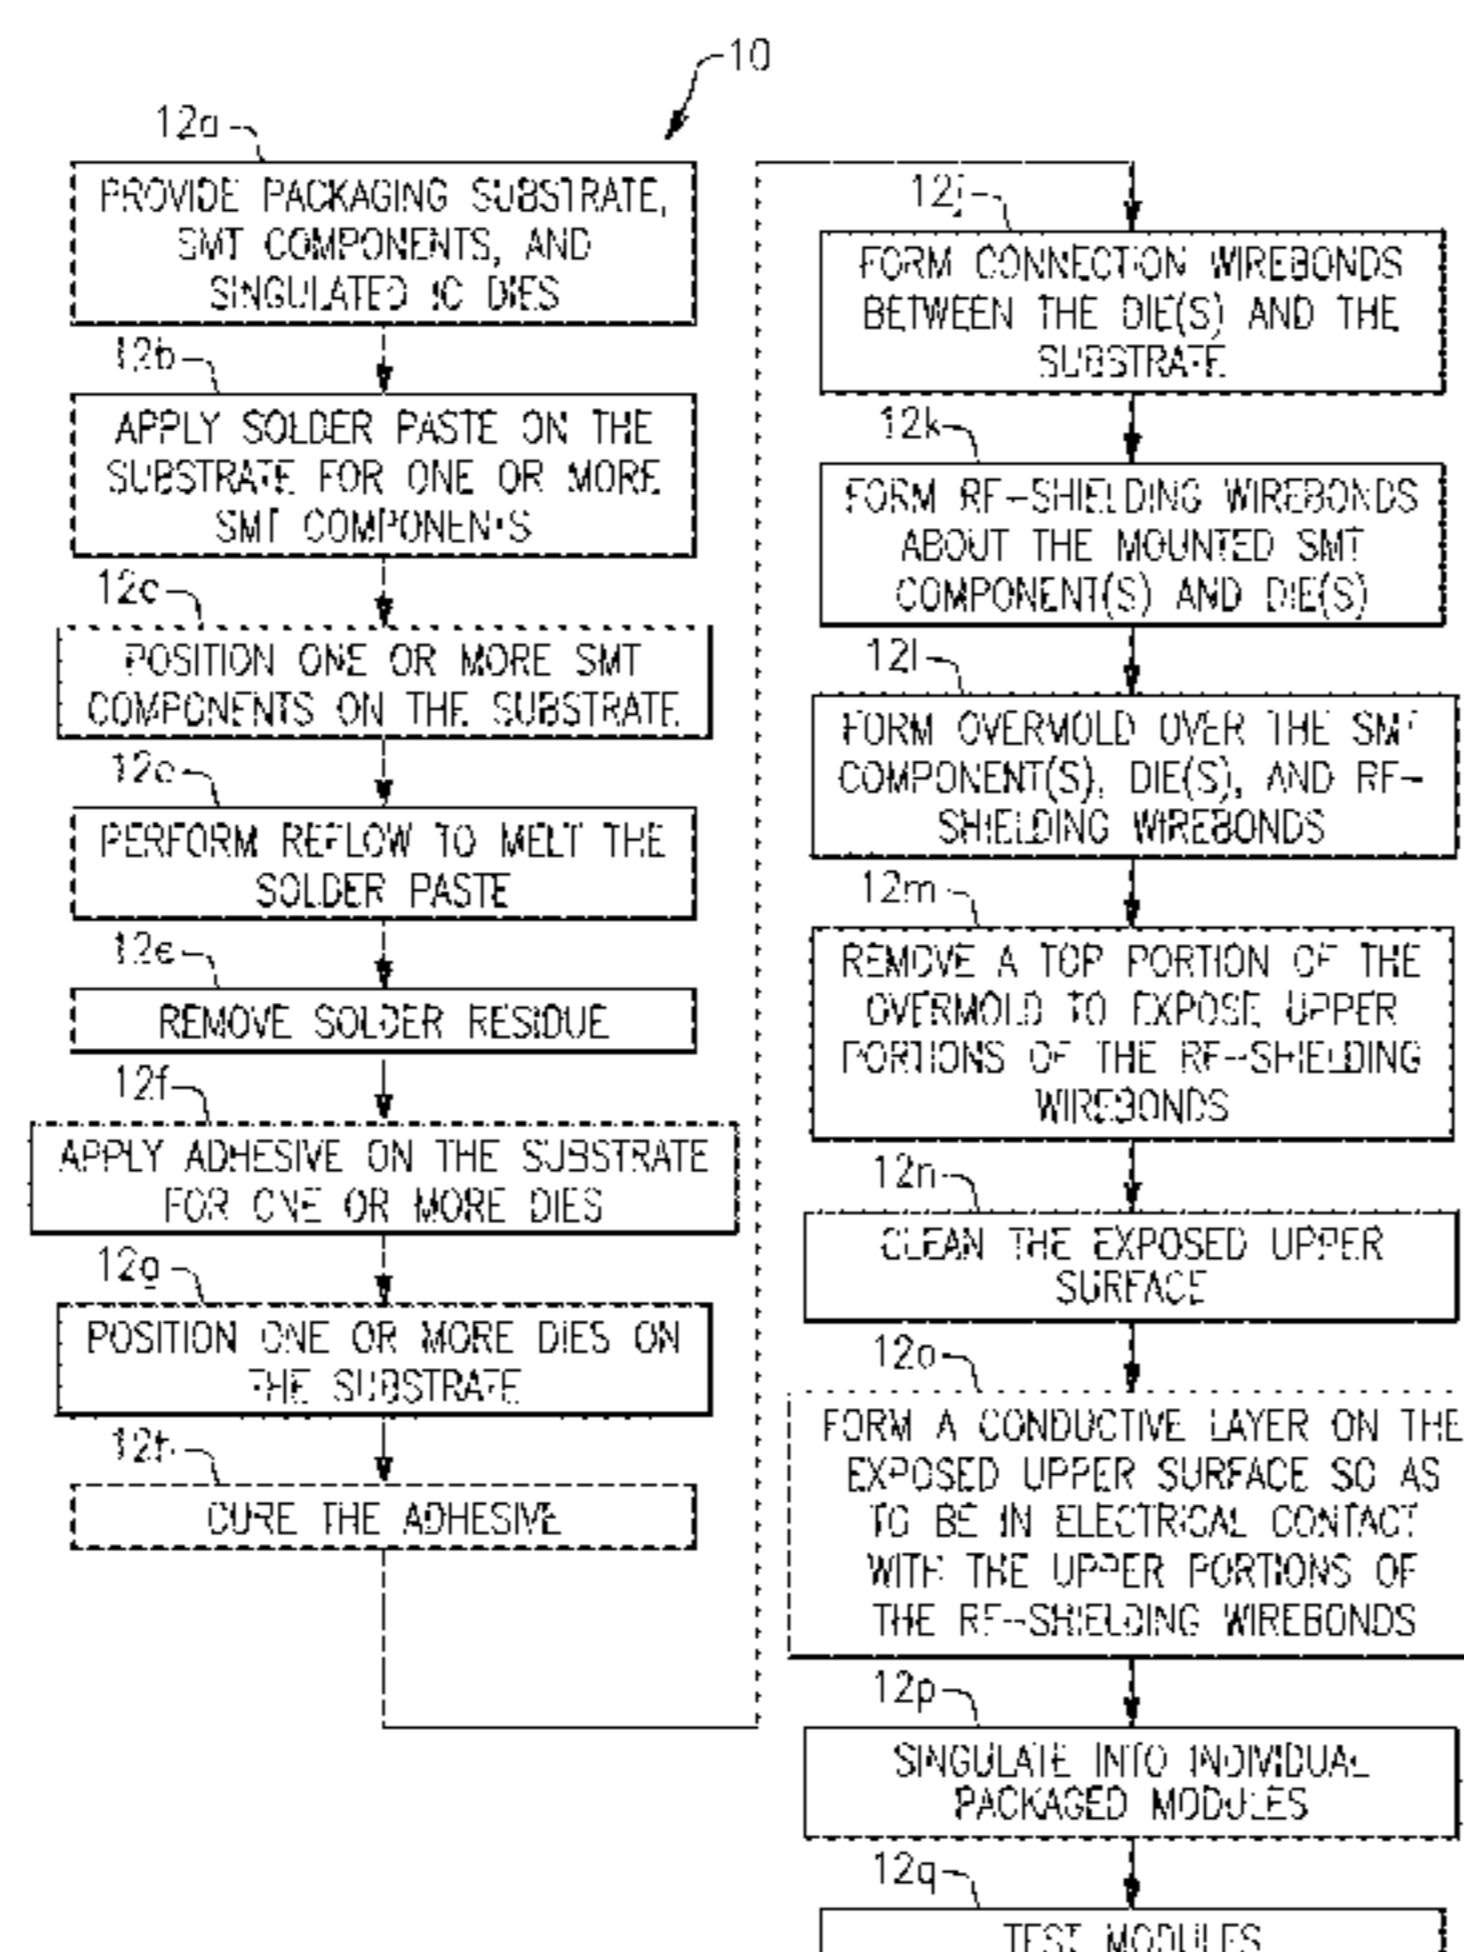 10
12a
PROVIDE PACKAGING SUBSTRATE,
SMT COMPONENTS, AND
SINGULATED IC DIES
12b
APPLY SOLDER PASTE ON THE
SUBSTRATE FOR ONE OR MORE
SMT COMPONENTS
12c
POSITION ONE OR MORE SMT
COMPONENTS ON THE SUBSTRATE
PERFORM REFLOW TO MELT THE
SOLDER PASTE
12e
REMOVE SOLDER RESIDUE
12f
APPLY ADHESIVE ON THE SUBSTRATE
FOR ONE OR MORE DIES
12g
POSITION ONE OR MORE DIES ON
THE SUBSTRATE
12h
CURE THE ADHESIVE
12j
FORM CONNECTION WIREBONDS
BETWEEN THE DIE(S) AND THE
SUBSTRATE
12k
FORM RF-SHIELDING WIREBONDS
ABOUT THE MOUNTED SMT
COMPONENT(S) AND DIE(S)
12l
FORM OVERMOLD OVER THE SMT
COMPONENT(S), DIE(S), AND RF-
SHIELDING WIREBONDS
12m
REMOVE A TOP PORTION OF THE
OVERMOLD TO EXPOSE UPPER
PORTIONS OF THE RF-SHIELDING
WIREBONDS
12n
CLEAN THE EXPOSED UPPER
SURFACE
12o
FORM A CONDUCTIVE LAYER ON THE
EXPOSED UPPER SURFACE SO AS
TO BE IN ELECTRICAL CONTACT
WITH THE UPPER PORTIONS OF
THE RF-SHIELDING WIREBONDS
12p
SINGULATE INTO INDIVIDUAL
PACKAGED MODULES
12q
TEST MODULES